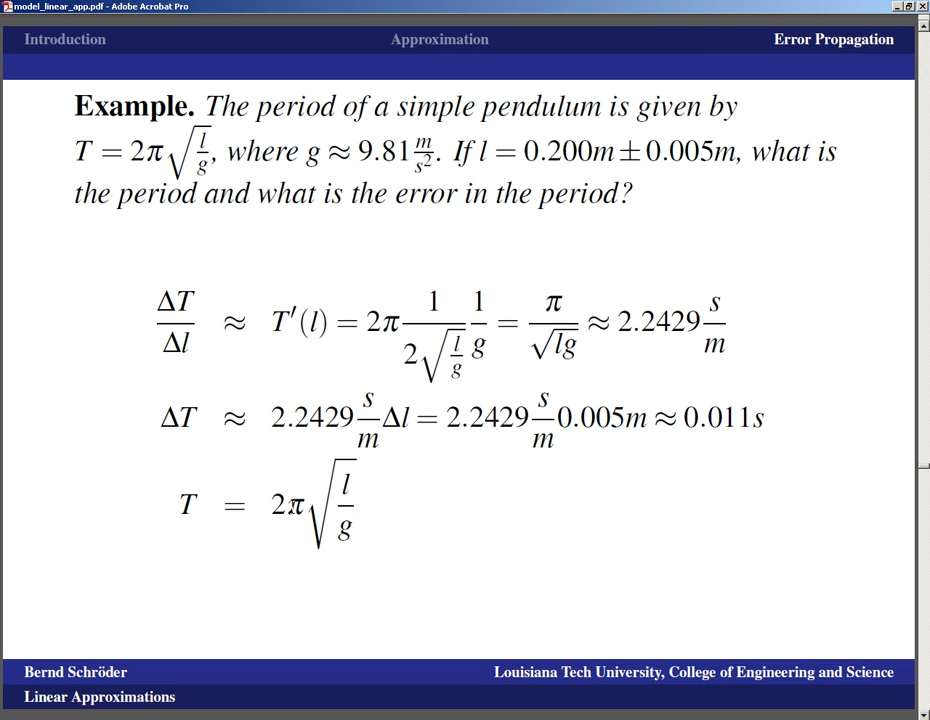 model_linear_app.pdf - Adobe Acrobat Pro
Introduction Approximation Error Propagation
Example. The period of a simple pendulum is given by
T = 2π√(l/g), where g ≈ 9.81 m/s². If l = 0.200m ± 0.005m, what is
the period and what is the error in the period?
ΔT/Δl ≈ T′(l) = 2π 1/(2√(l/g)) 1/g = π/√(lg) ≈ 2.2429 s/m
ΔT ≈ 2.2429 s/m Δl = 2.2429 s/m 0.005m ≈ 0.011s
T = 2π√(l/g)
Bernd Schröder Louisiana Tech University, College of Engineering and Science
Linear Approximations